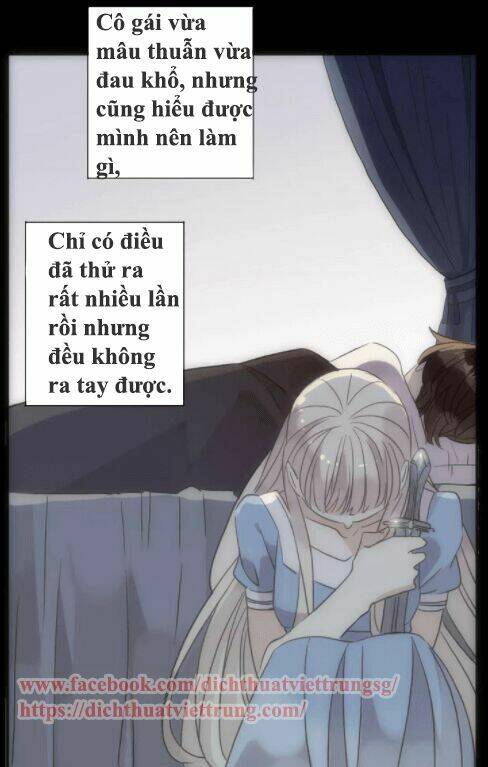 Cô gái vừa
mâu thuẫn vừa
đau khổ, nhưng
cũng hiểu được
mình nên làm
gì,
Chỉ có điều
đã thử ra
rất nhiều lần
rồi nhưng
đều không
ra tay được.
www.facebook.com/dichthuatviettrungsg/
https://dichthuatviettrung.com/